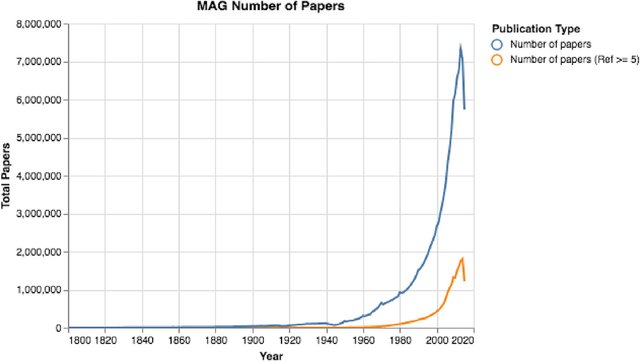 MAG Number of Papers
Publication Type
Number of papers
Number of papers (Ref >= 5)
Total Papers
8,000,000
7,000,000
6,000,000
5,000,000
4,000,000
3,000,000
2,000,000
1,000,000
0
1800 1820 1840 1860 1880 1900 1920 1940 1960 1980 2000 2020
Year